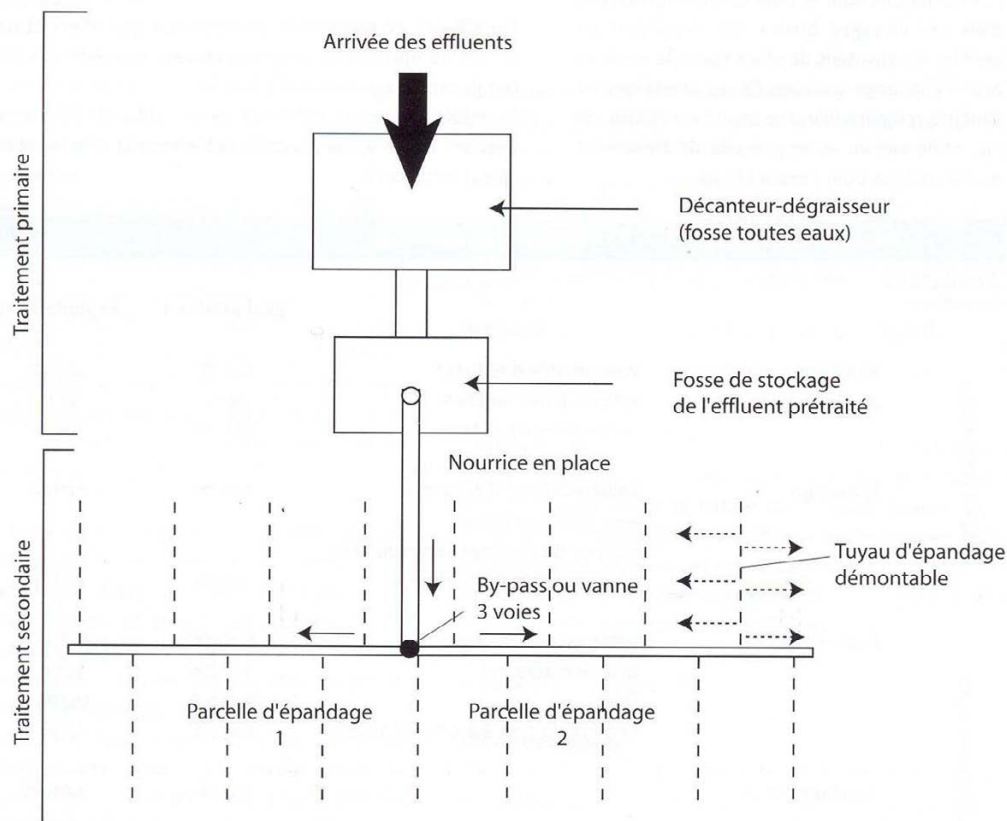 Arrivée des effluents
Traitement primaire
Décanteur-dégraisseur
(fosse toutes eaux)
Fosse de stockage
de l'effluent prétraité
Nourrice en place
Traitement secondaire
By-pass ou vanne
3 voies
Tuyau d'épandage
démontable
Parcelle d'épandage
1
Parcelle d'épandage
2